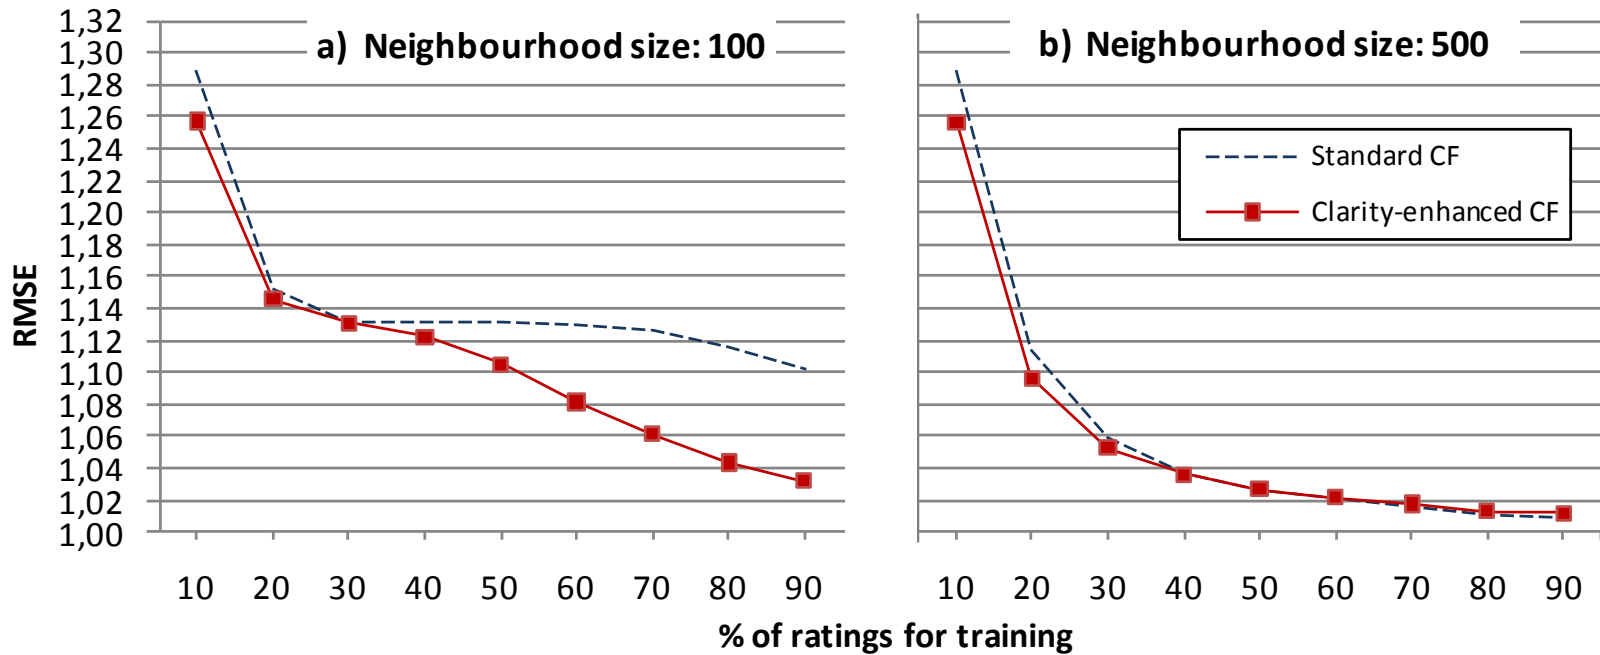 a) Neighbourhood size: 100
b) Neighbourhood size: 500
RMSE
1,32
1,30
1,28
1,26
1,24
1,22
1,20
1,18
1,16
1,14
1,12
1,10
1,08
1,06
1,04
1,02
1,00
Standard CF
Clarity-enhanced CF
10 20 30 40 50 60 70 80 90
10 20 30 40 50 60 70 80 90
% of ratings for training